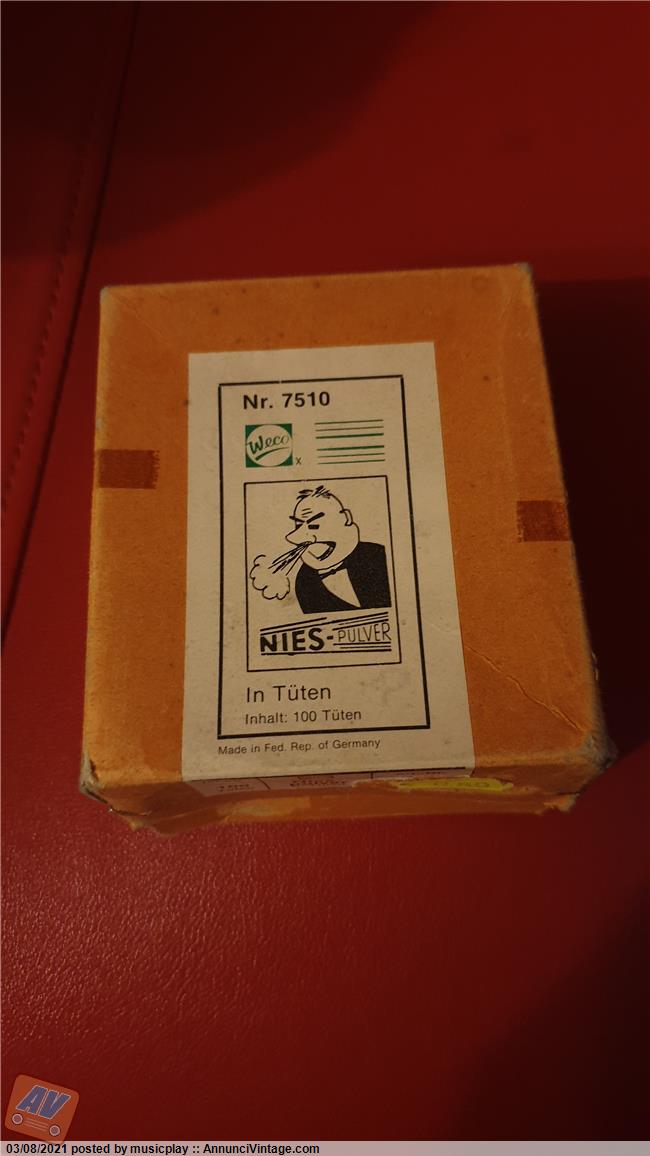 Nr. 7510
Weco
x
NIES-PULVER
In Tüten
Inhalt: 100 Tüten
Made in Fed. Rep. of Germany
100
AV
03/08/2021 posted by musicplay :: AnnunciVintage.com